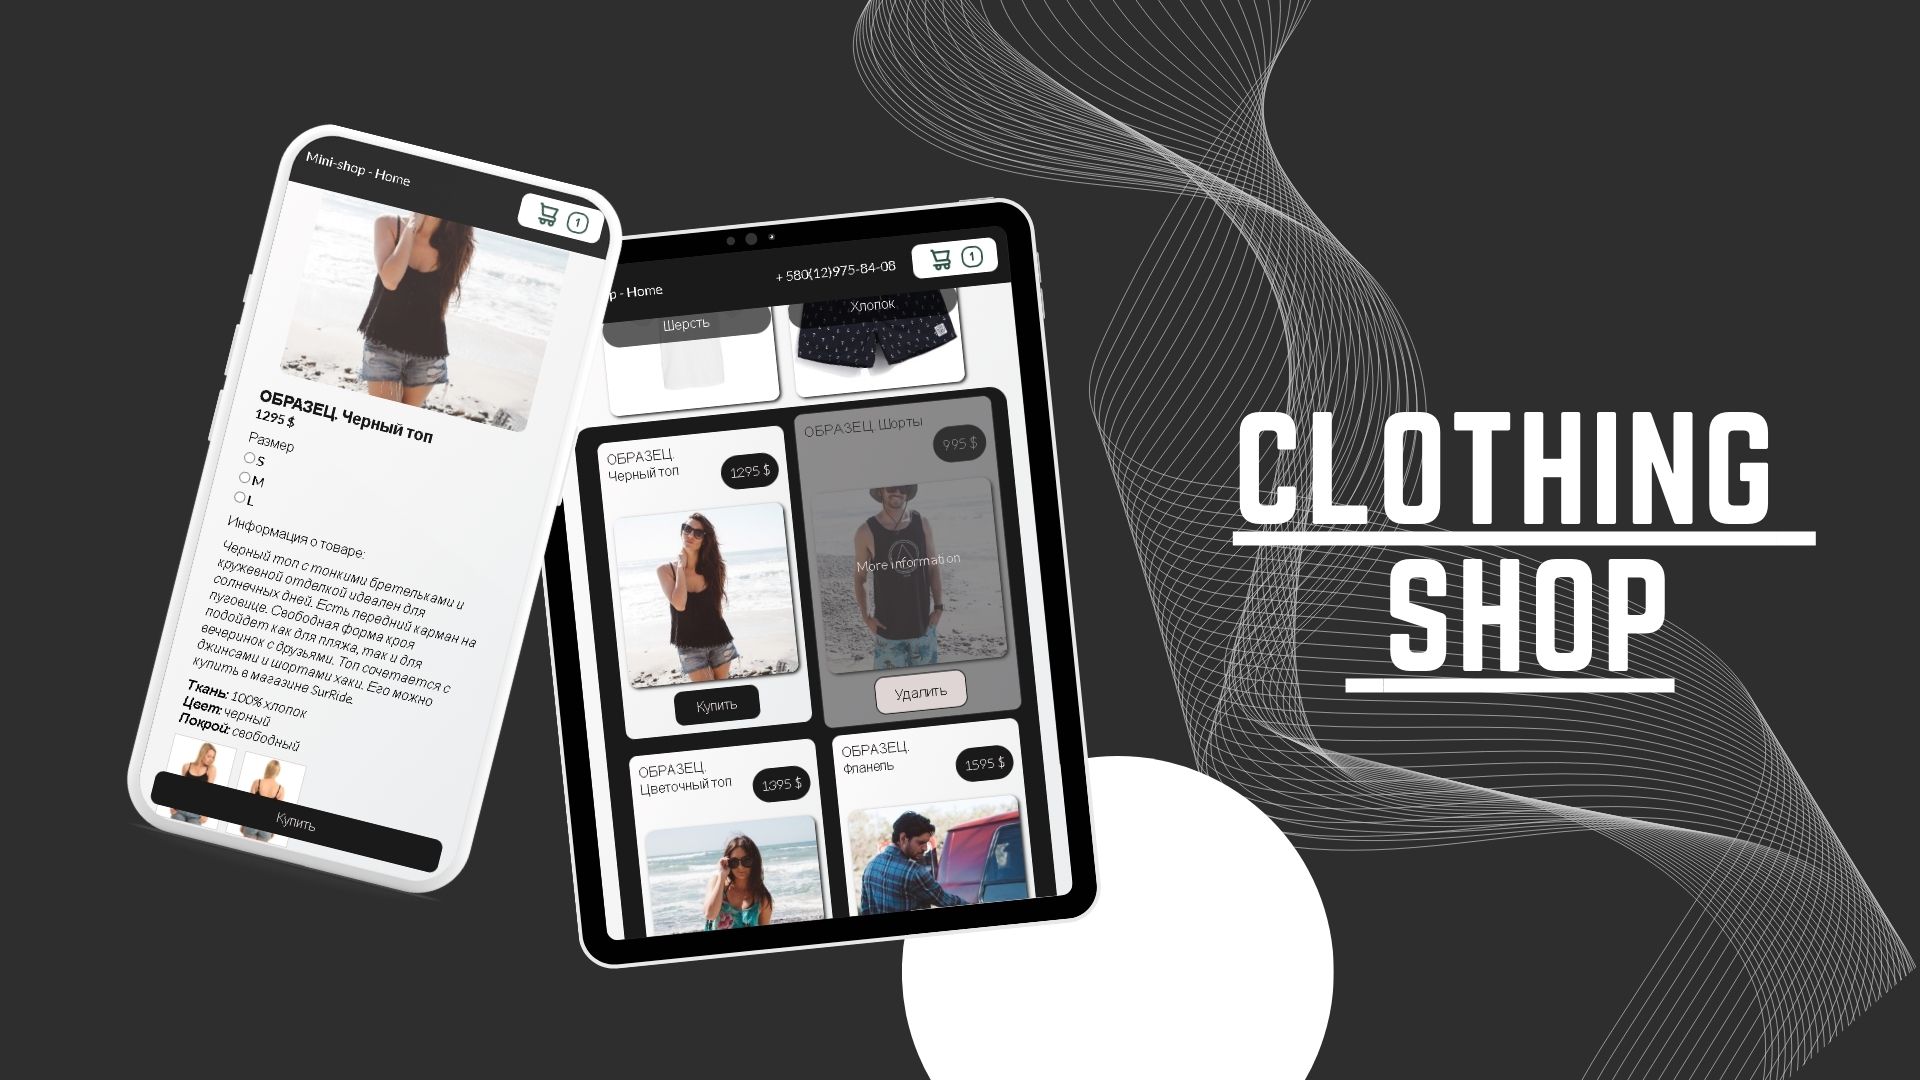 Mini-shop - Home
1
ОБРАЗЕЦ. Черный топ
1295 $
Размер
S
M
L
Информация о товаре:
Черный топ с тонкими бретельками и
кружевной отделкой идеален для
солнечных дней. Есть передний карман на
пуговице. Свободная форма кроя
подойдет как для пляжа, так и для
вечеринок с друзьями. Топ сочетается с
джинсами и шортами хаки. Его можно
купить в магазине SurRide.
Ткань: 100% хлопок
Цвет: черный
Покрой: свободный
Купить
p - Home
+ 580(12)975-84-08
1
Шерсть
Хлопок
ОБРАЗЕЦ.
Черный топ
1295 $
Купить
ОБРАЗЕЦ. Шорты
995 $
More information
Удалить
ОБРАЗЕЦ.
Цветочный топ
1395 $
ОБРАЗЕЦ.
Фланель
1595 $
CLOTHING
SHOP